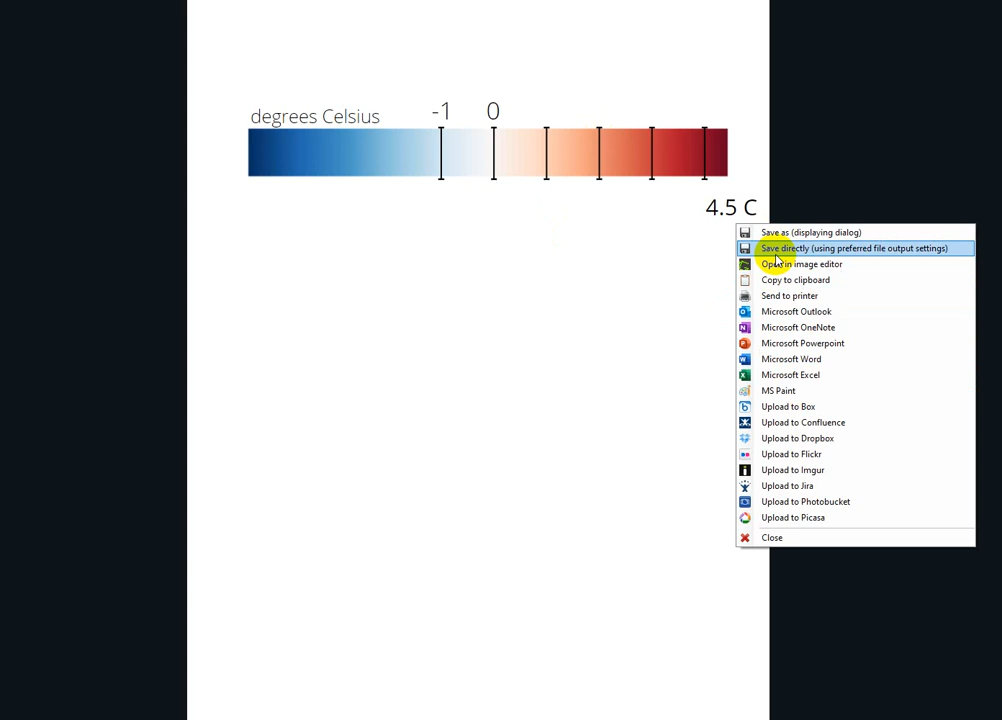 degrees Celsius -1 0
4.5 C
Save as (displaying dialog)
Save directly (using preferred file output settings)
Open in image editor
Copy to clipboard
Send to printer
Microsoft Outlook
Microsoft OneNote
Microsoft Powerpoint
Microsoft Word
Microsoft Excel
MS Paint
Upload to Box
Upload to Confluence
Upload to Dropbox
Upload to Flickr
Upload to Imgur
Upload to Jira
Upload to Photobucket
Upload to Picasa
Close